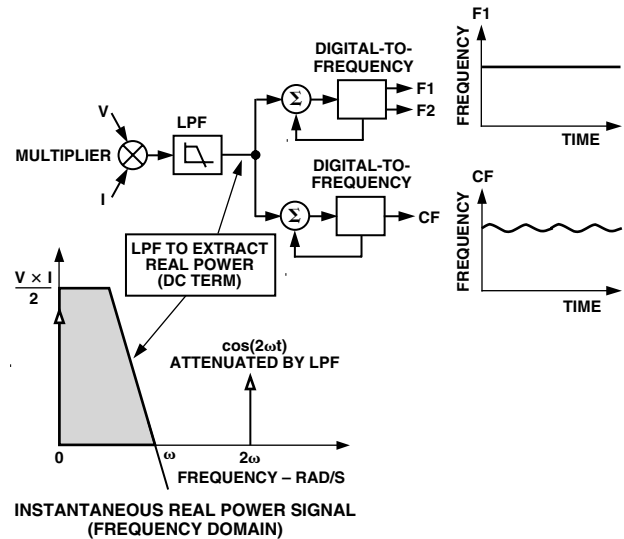 DIGITAL-TO-
FREQUENCY
V
LPF
Σ
F1
F2
MULTIPLIER
I
DIGITAL-TO-
FREQUENCY
Σ
CF
F1
FREQUENCY
TIME
CF
FREQUENCY
TIME
LPF TO EXTRACT
REAL POWER
(DC TERM)
V × I
2
cos(2ωt)
ATTENUATED BY LPF
0
ω
2ω
FREQUENCY – RAD/S
INSTANTANEOUS REAL POWER SIGNAL
(FREQUENCY DOMAIN)